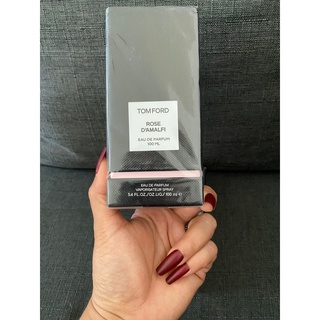 TOM FORD
ROSE
D'AMALFI
EAU DE PARFUM
100 ML
EAU DE PARFUM
VAPORISATEUR SPRAY
3.4 FL.OZ./OZ.LIQ./100 ml ℮